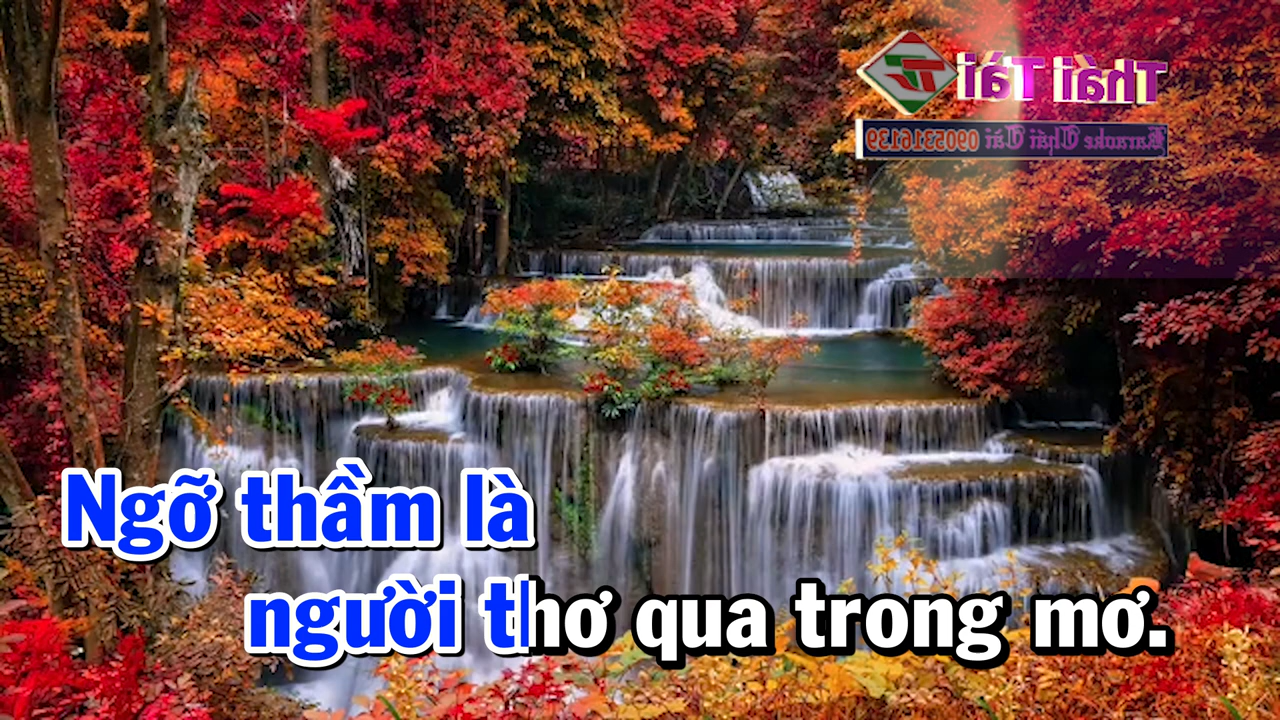 Thái Tài
Karaoke Thái Tài 0905316139
Ngỡ thầm là
người thơ qua trong mơ.